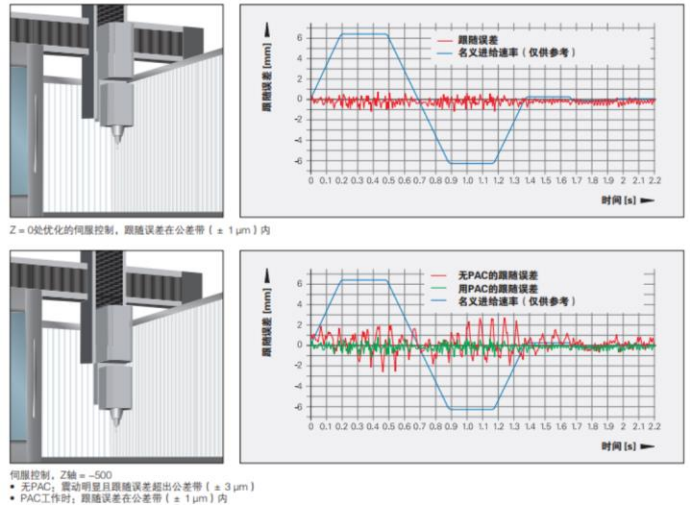 跟随误差 [mm]
6
4
2
0
-2
-4
-6
跟随误差
名义进给速率（仅供参考）
0 0.1 0.2 0.3 0.4 0.5 0.6 0.7 0.8 0.9 1.0 1.1 1.2 1.3 1.4 1.5 1.6 1.7 1.8 1.9 2 2.1 2.2
时间 [s]
Z = 0处优化的伺服控制，跟随误差在公差带（± 1 μm）内
跟随误差 [mm]
6
4
2
0
-2
-4
-6
无PAC的跟随误差
用PAC的跟随误差
名义进给速率（仅供参考）
0 0.1 0.2 0.3 0.4 0.5 0.6 0.7 0.8 0.9 1.0 1.1 1.2 1.3 1.4 1.5 1.6 1.7 1.8 1.9 2 2.1 2.2
时间 [s]
伺服控制，Z轴 = -500
• 无PAC：震动明显且跟随误差超出公差带（± 3 μm）
• PAC工作时：跟随误差在公差带（± 1 μm）内